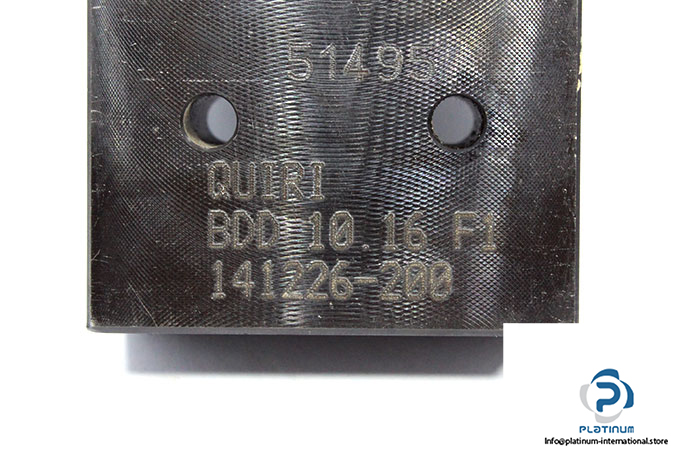 51495
QUIRI
BDD 10.16 F1
141226-200
PLATINUM
Info@platinum-international.store